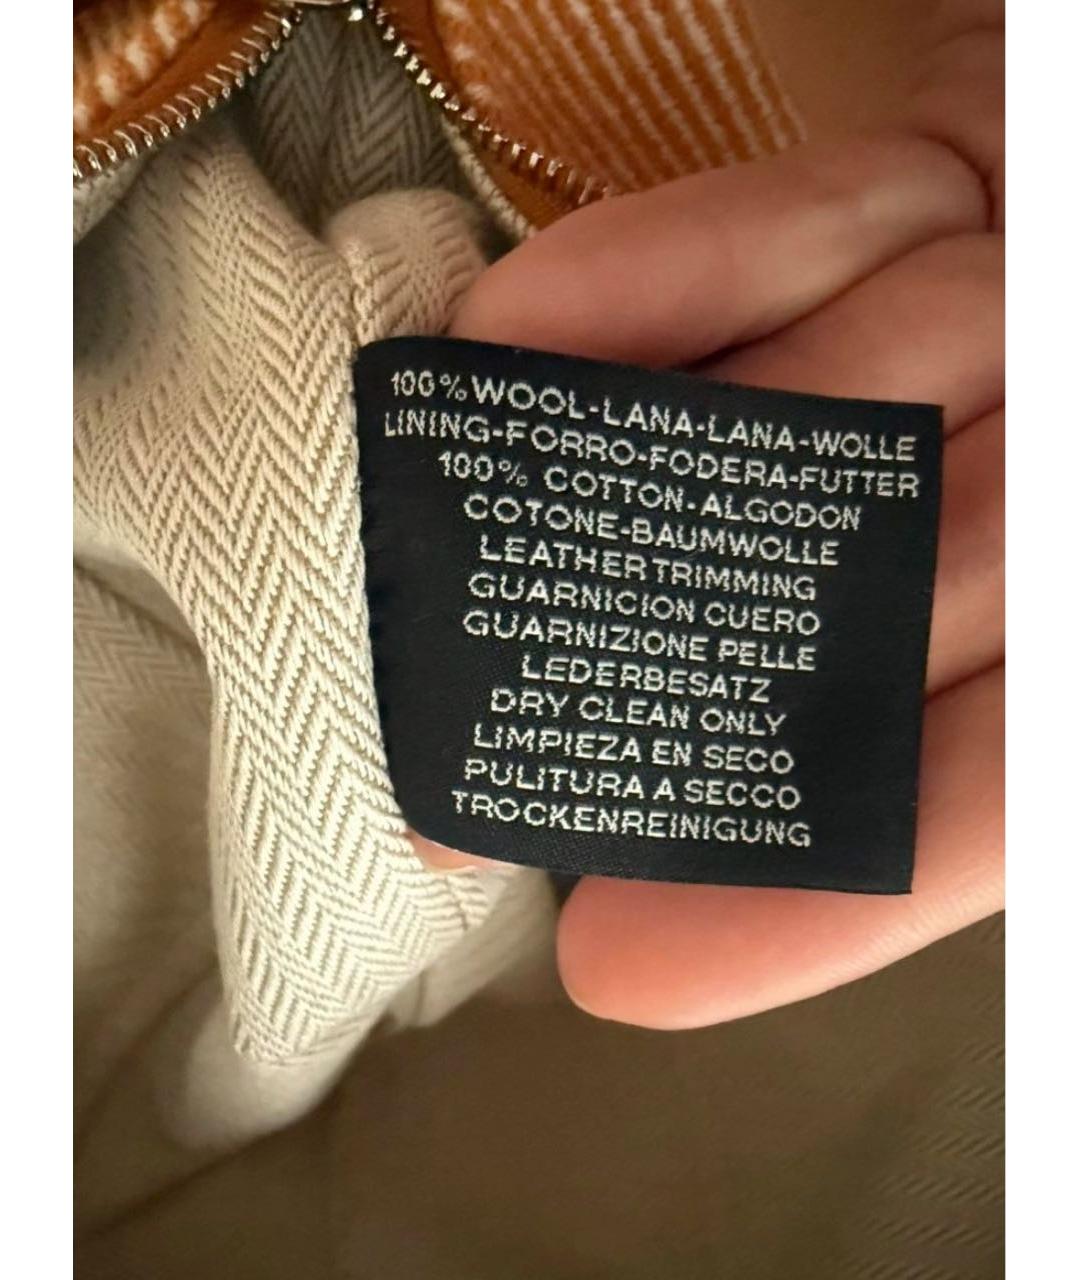 100% WOOL-LANA-LANA-WOLLE
LINING-FORRO-FODERA-FUTTER
100% COTTON-ALGODON
COTONE-BAUMWOLLE
LEATHER TRIMMING
GUARNICION CUERO
GUARNIZIONE PELLE
LEDERBESATZ
DRY CLEAN ONLY
LIMPIEZA EN SECO
PULITURA A SECCO
TROCKENREINIGUNG